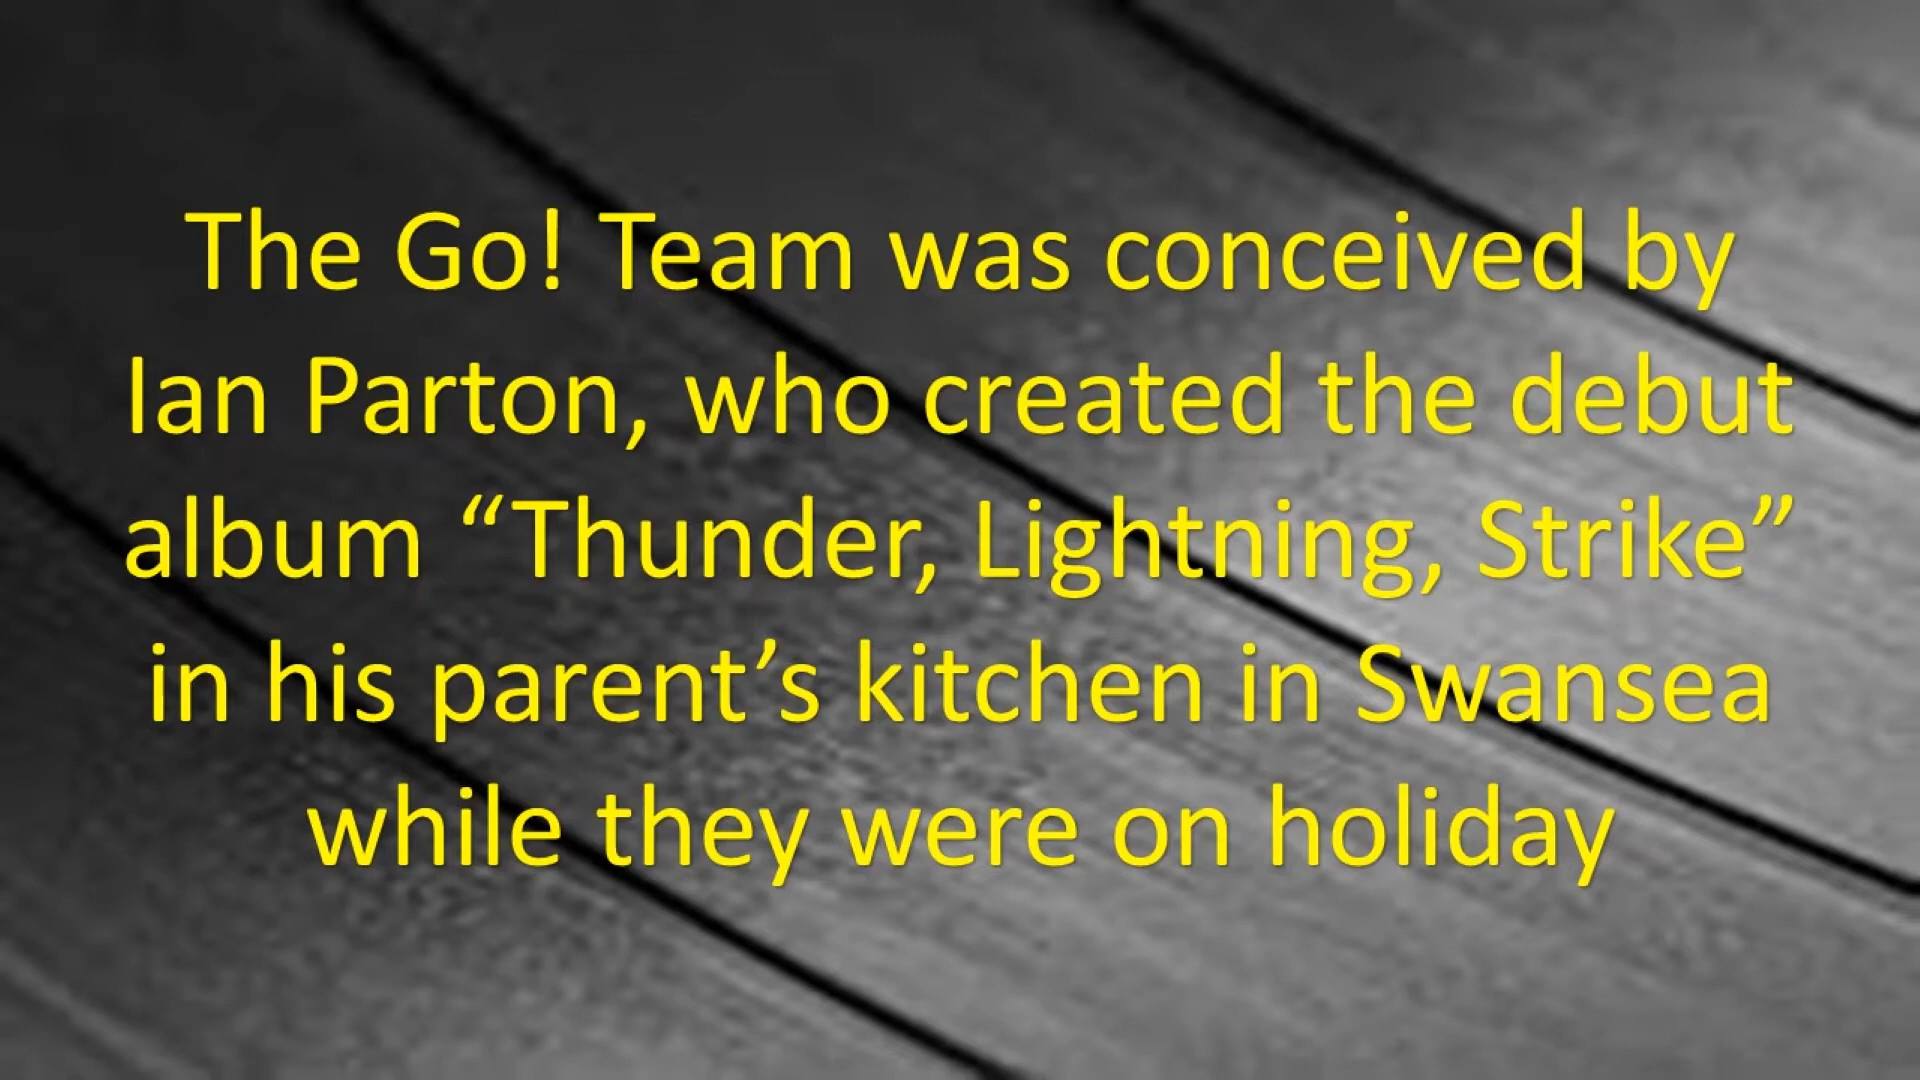 The Go! Team was conceived by
Ian Parton, who created the debut
album “Thunder, Lightning, Strike”
in his parent’s kitchen in Swansea
while they were on holiday